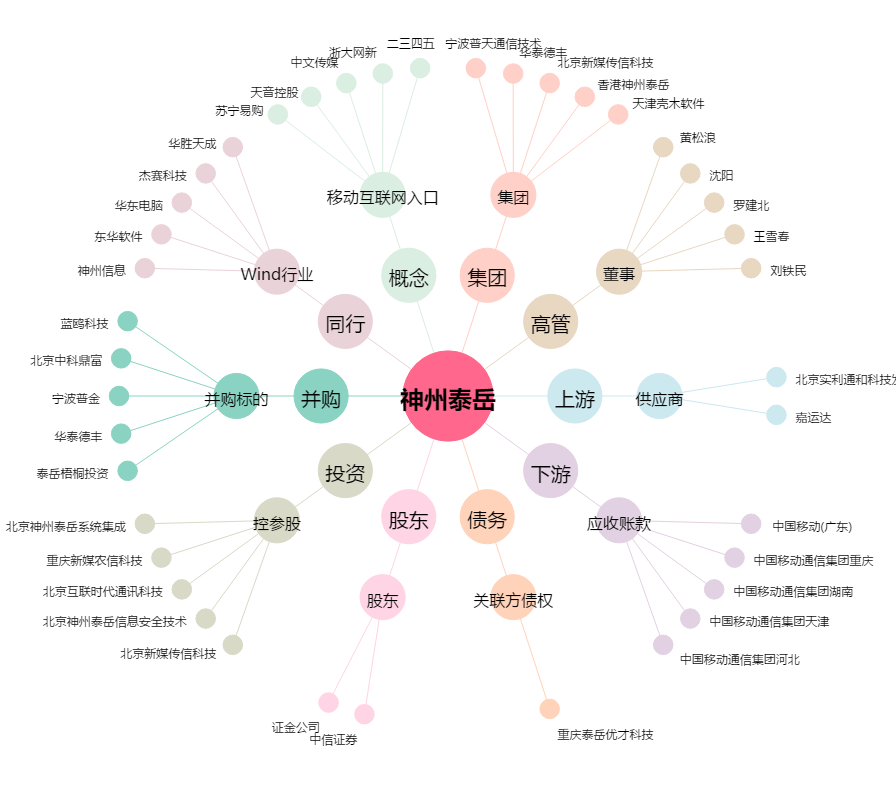 二三四五
宁波普天通信技术
浙大网新
华泰德丰
中文传媒
北京新媒传信科技
天音控股
香港神州泰岳
苏宁易购
天津壳木软件
华胜天成
黄松浪
杰赛科技
沈阳
移动互联网入口
集团
华东电脑
罗建北
东华软件
王雪春
神州信息
Wind行业
概念
集团
董事
刘铁民
同行
高管
蓝鸥科技
北京中科鼎富
北京实利通和科技发
宁波普金
并购标的
并购
神州泰岳
上游
供应商
嘉运达
华泰德丰
泰岳梧桐投资
投资
下游
北京神州泰岳系统集成
控参股
股东
债务
应收账款
中国移动(广东)
重庆新媒农信科技
中国移动通信集团重庆
北京互联时代通讯科技
股东
关联方债权
中国移动通信集团湖南
北京神州泰岳信息安全技术
中国移动通信集团天津
北京新媒传信科技
中国移动通信集团河北
证金公司
中信证券
重庆泰岳优才科技